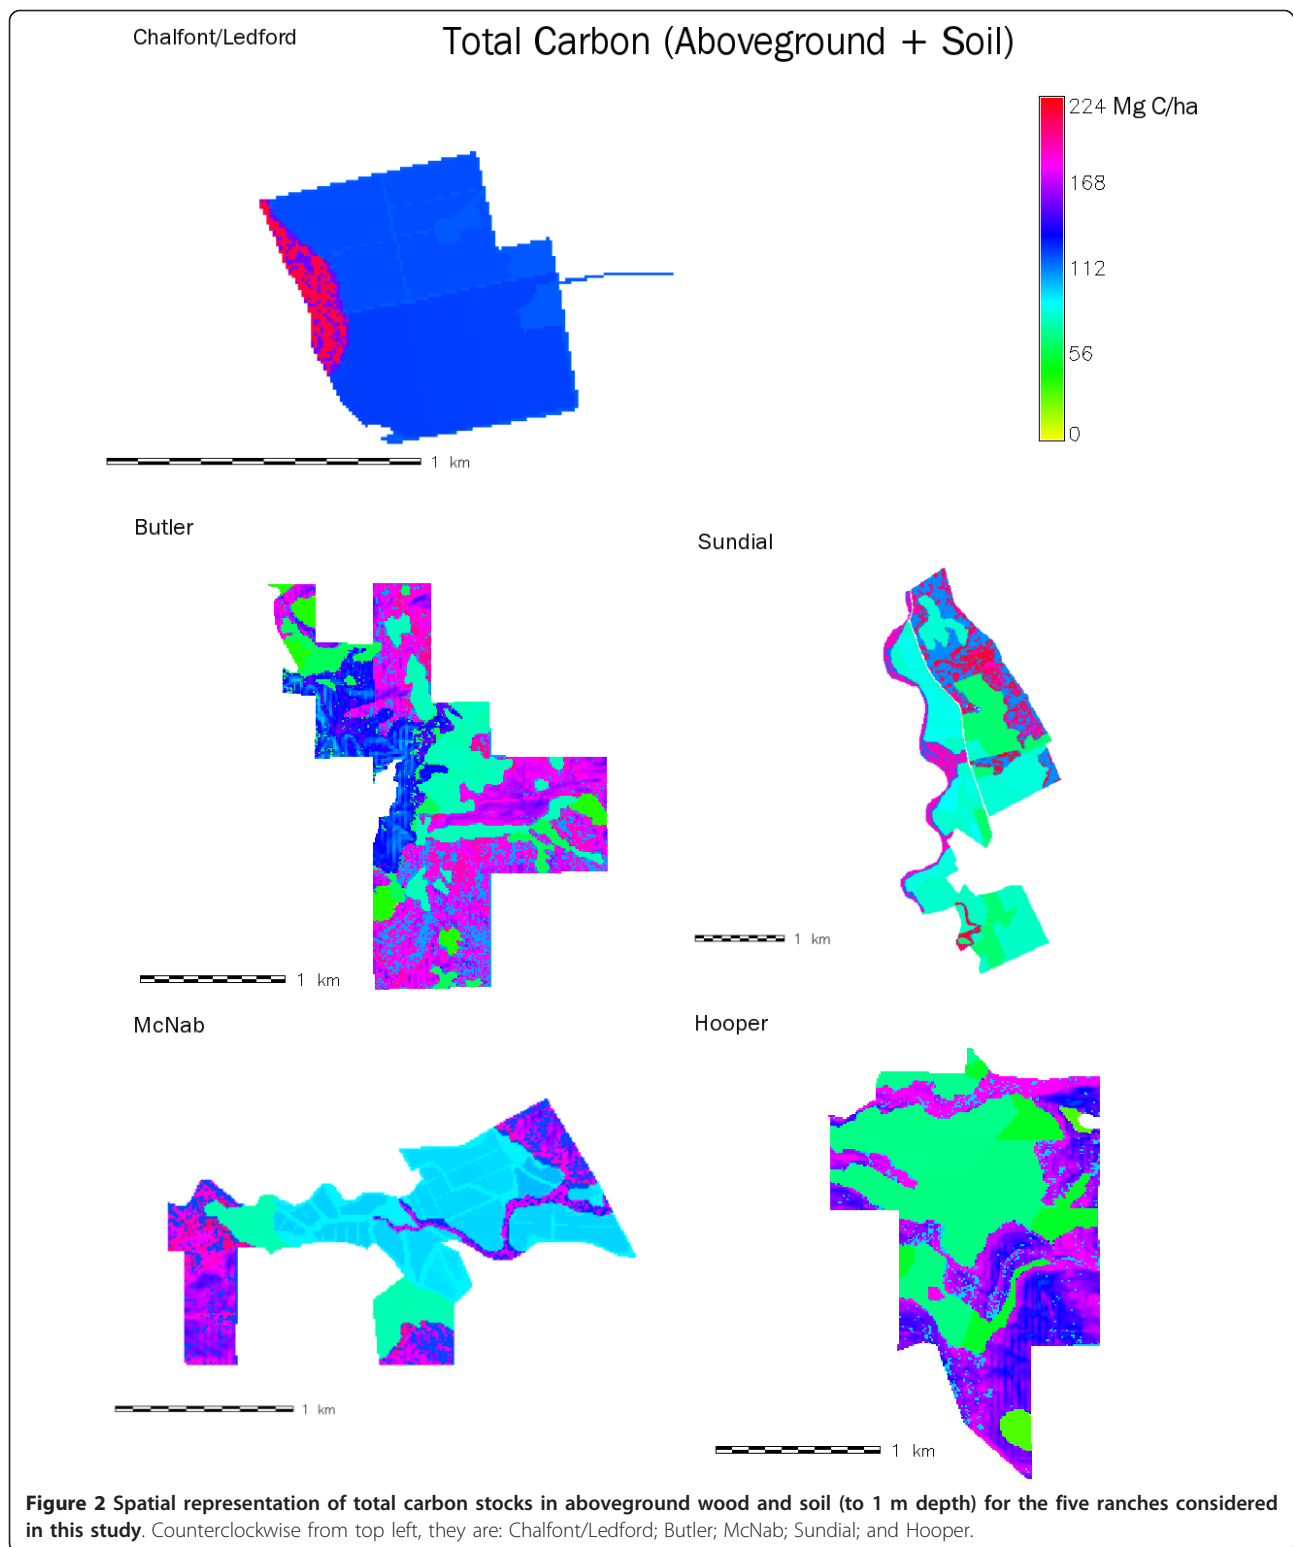 Chalfont/Ledford
Total Carbon (Aboveground + Soil)
224 Mg C/ha
168
112
56
0
1 km
Butler
Sundial
1 km
1 km
McNab
Hooper
1 km
1 km
Figure 2 Spatial representation of total carbon stocks in aboveground wood and soil (to 1 m depth) for the five ranches considered
in this study. Counterclockwise from top left, they are: Chalfont/Ledford; Butler; McNab; Sundial; and Hooper.